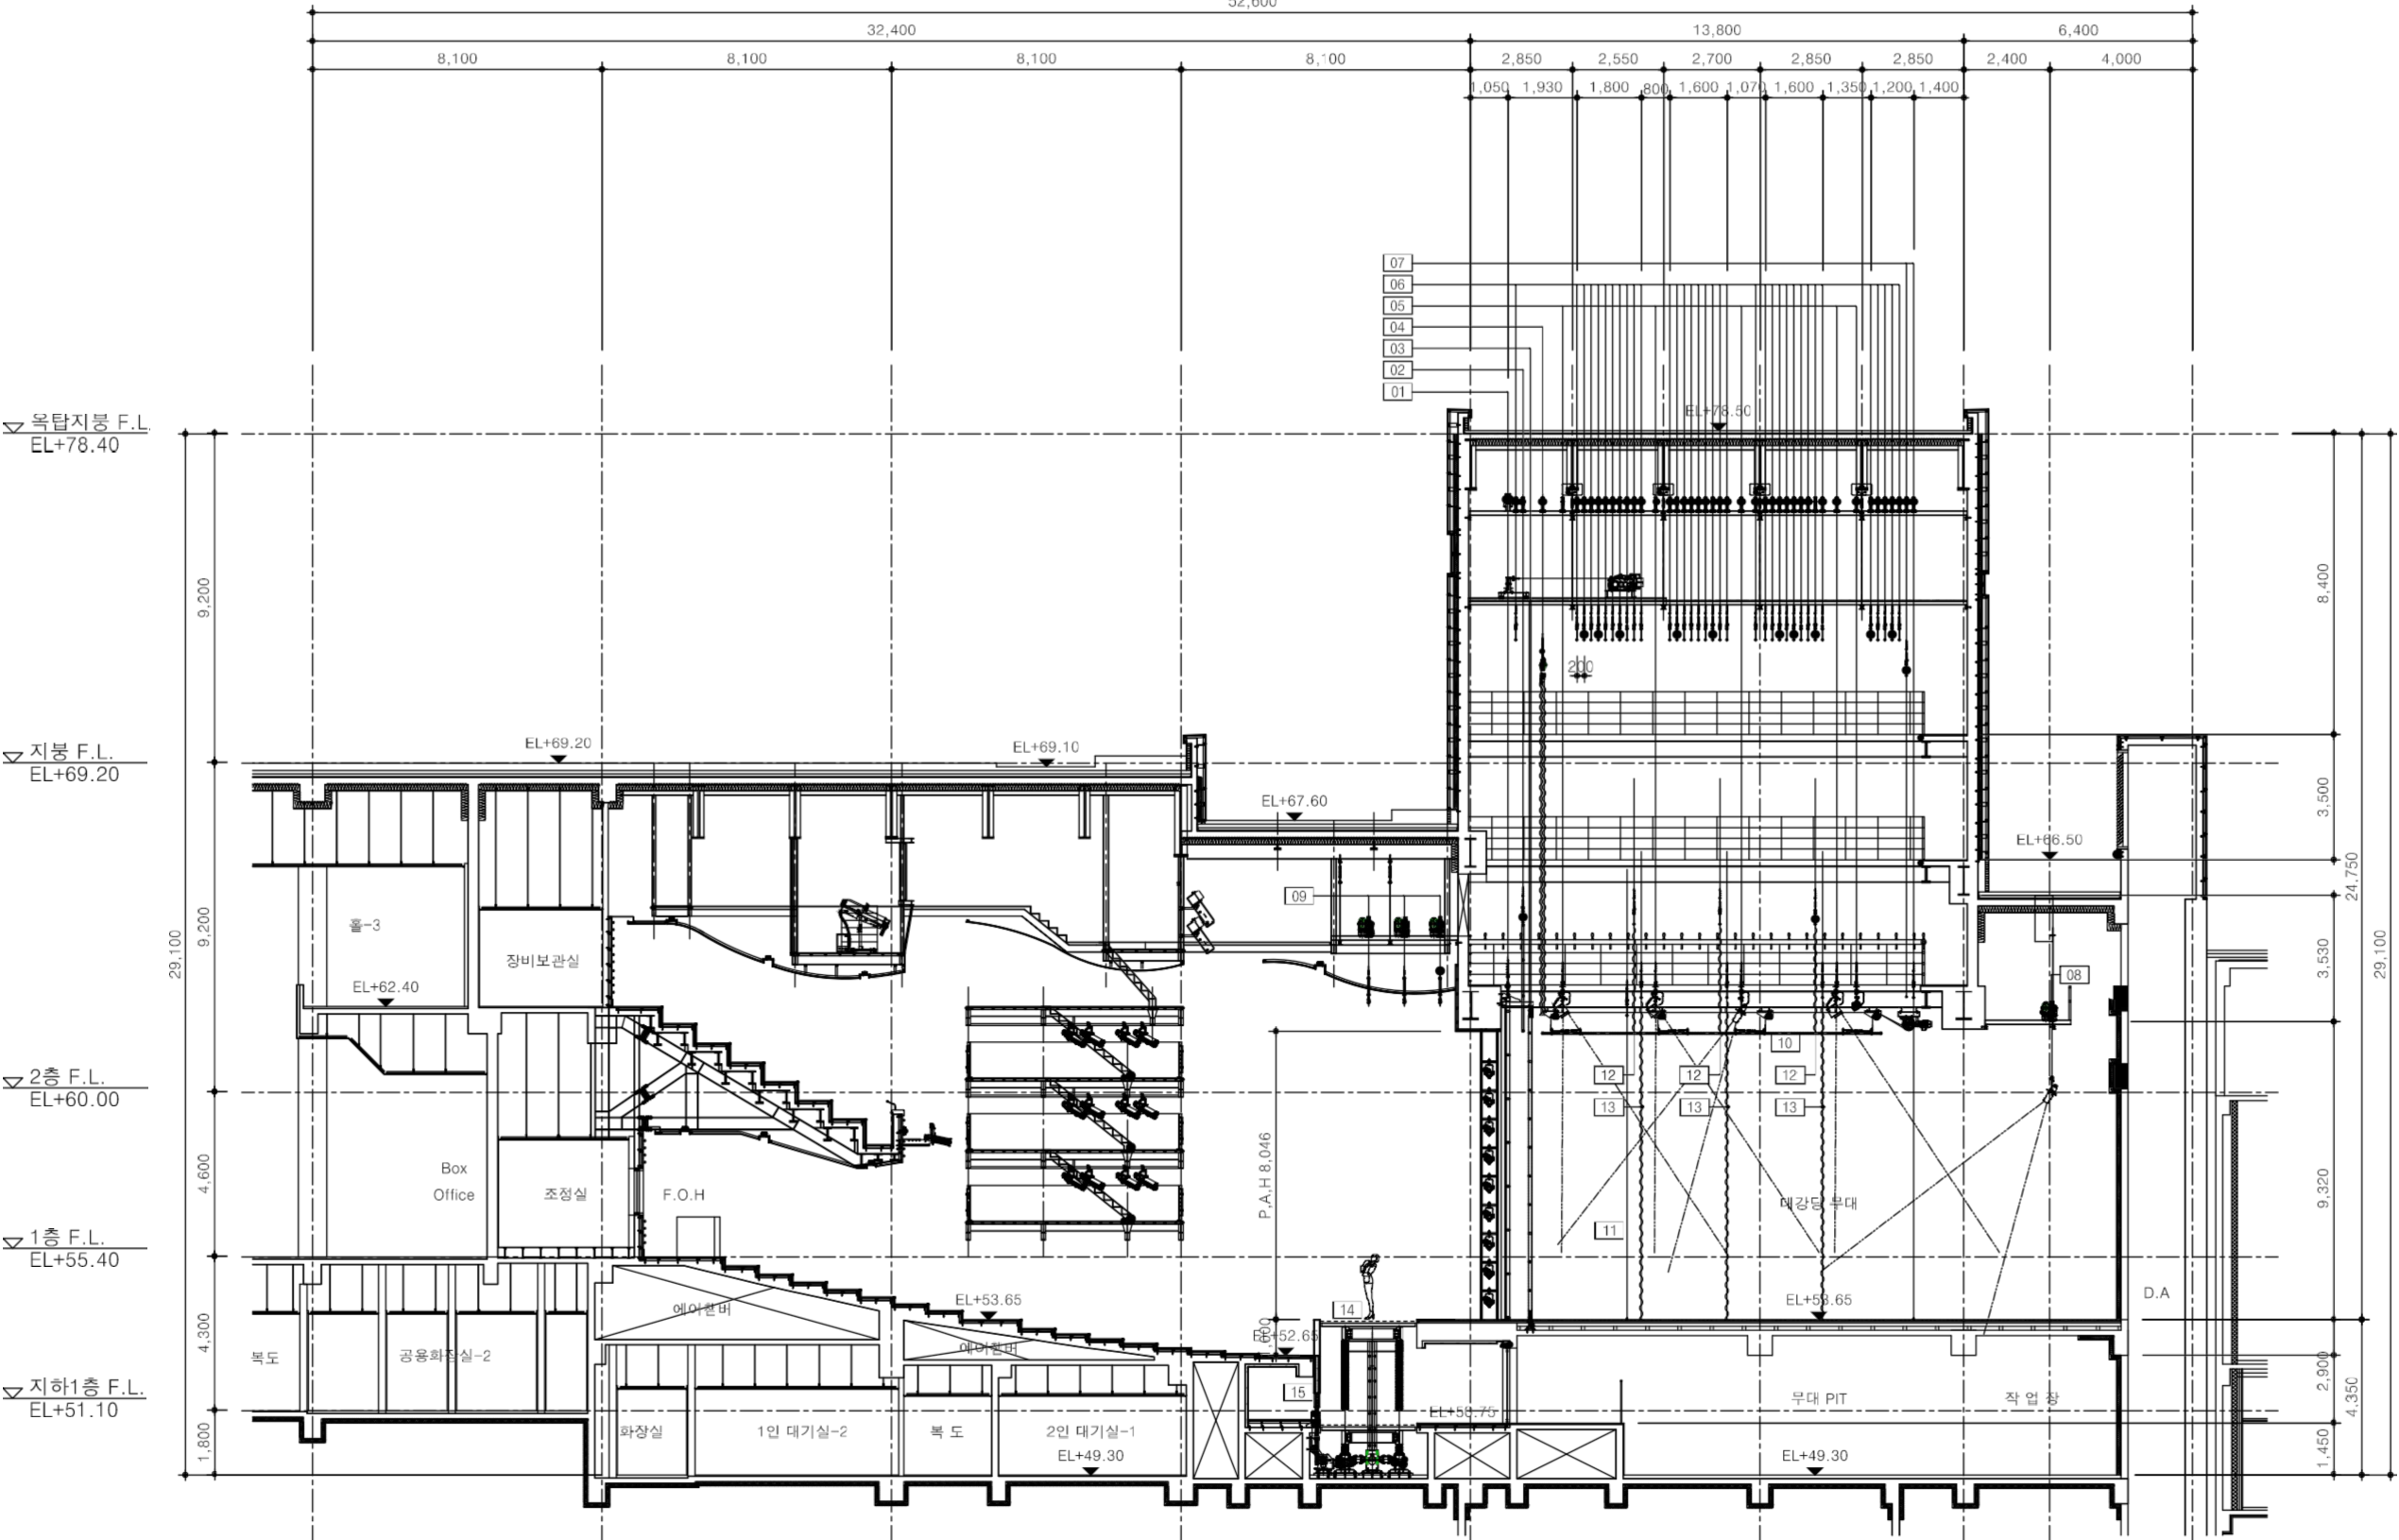 52,600
32,400 13,800 6,400
8,100 8,100 8,100 8,100 2,850 2,550 2,700 2,850 2,850 2,400 4,000
1,050 1,930 1,800 800 1,600 1,070 1,600 1,350 1,200 1,400
07
06
05
04
03
02
01
옥탑지붕 F.L.
EL+78.40
EL+78.50
9,200
8,400
200
지붕 F.L.
EL+69.20
EL+69.20
EL+69.10
EL+67.60
EL+66.50
3,500
24,750
29,100
9,200
29,100
홀-3
장비보관실
09
08
3,530
EL+62.40
10
2층 F.L.
EL+60.00
12 12 12
13 13 13
4,600
Box
Office
조정실
F.O.H
P.A.H 8,046
11
대강당 무대
9,320
1층 F.L.
EL+55.40
에어챔버
EL+53.65
14
EL+53.65
D.A
4,300
복도
공용화장실-2
에어챔버
EL+52.65
15
2,900
4,350
지하1층 F.L.
EL+51.10
무대 PIT
작 업 장
EL+50.75
1,800
화장실
1인 대기실-2
복 도
2인 대기실-1
EL+49.30
EL+49.30
1,450